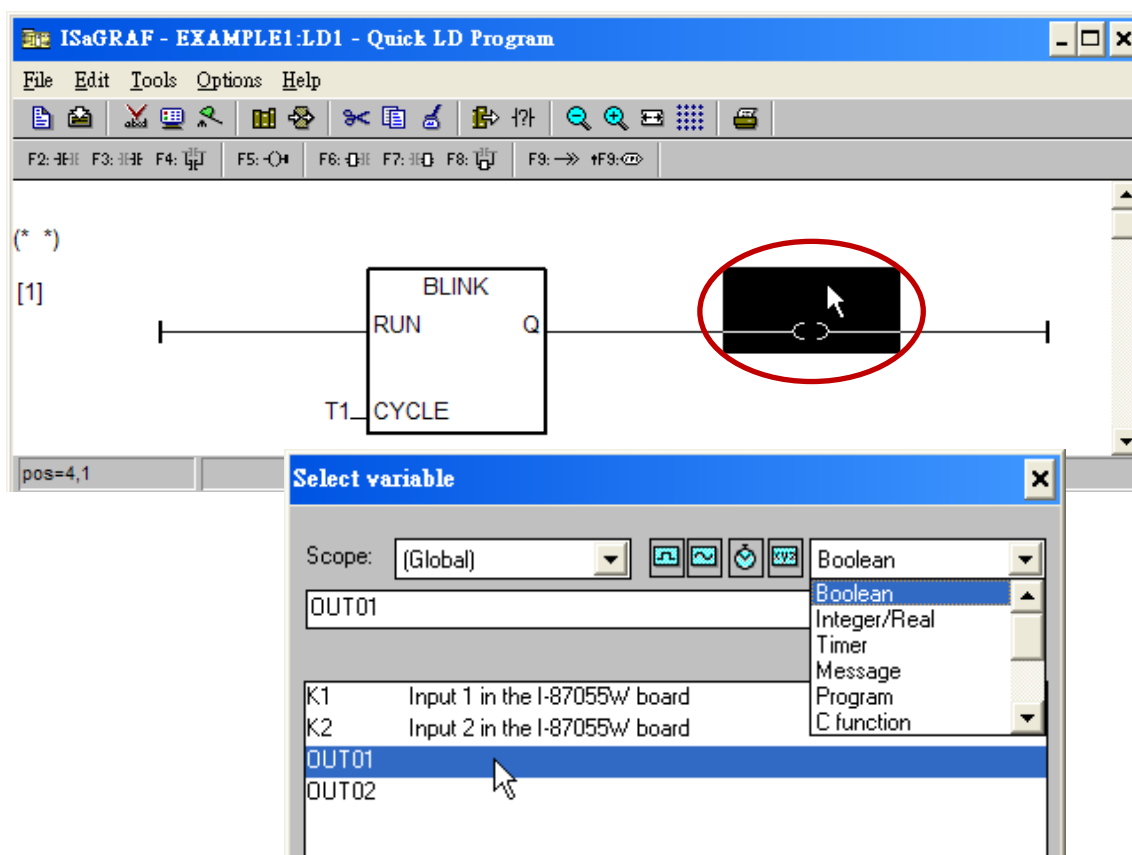 ISaGRAF - EXAMPLE1:LD1 - Quick LD Program
File Edit Tools Options Help
F2: F3: F4: F5: F6: F7: F8: F9: F9:
(* *)
[1]
BLINK
RUN Q
T1 CYCLE
pos=4,1
Select variable
Scope: (Global) xyz Boolean
OUT01
Boolean
Integer/Real
Timer
Message
Program
C function
K1 Input 1 in the I-87055W board
K2 Input 2 in the I-87055W board
OUT01
OUT02